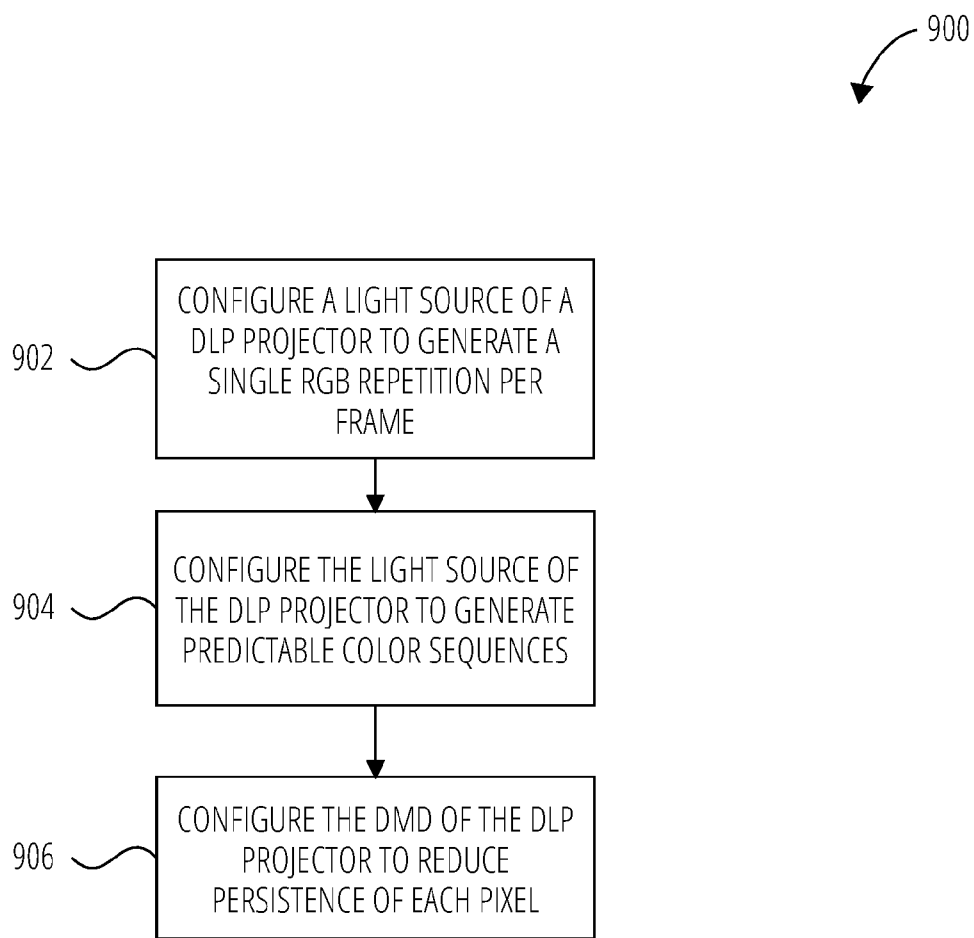 900
902
CONFIGURE A LIGHT SOURCE OF A
DLP PROJECTOR TO GENERATE A
SINGLE RGB REPETITION PER
FRAME
904
CONFIGURE THE LIGHT SOURCE OF
THE DLP PROJECTOR TO GENERATE
PREDICTABLE COLOR SEQUENCES
906
CONFIGURE THE DMD OF THE DLP
PROJECTOR TO REDUCE
PERSISTENCE OF EACH PIXEL